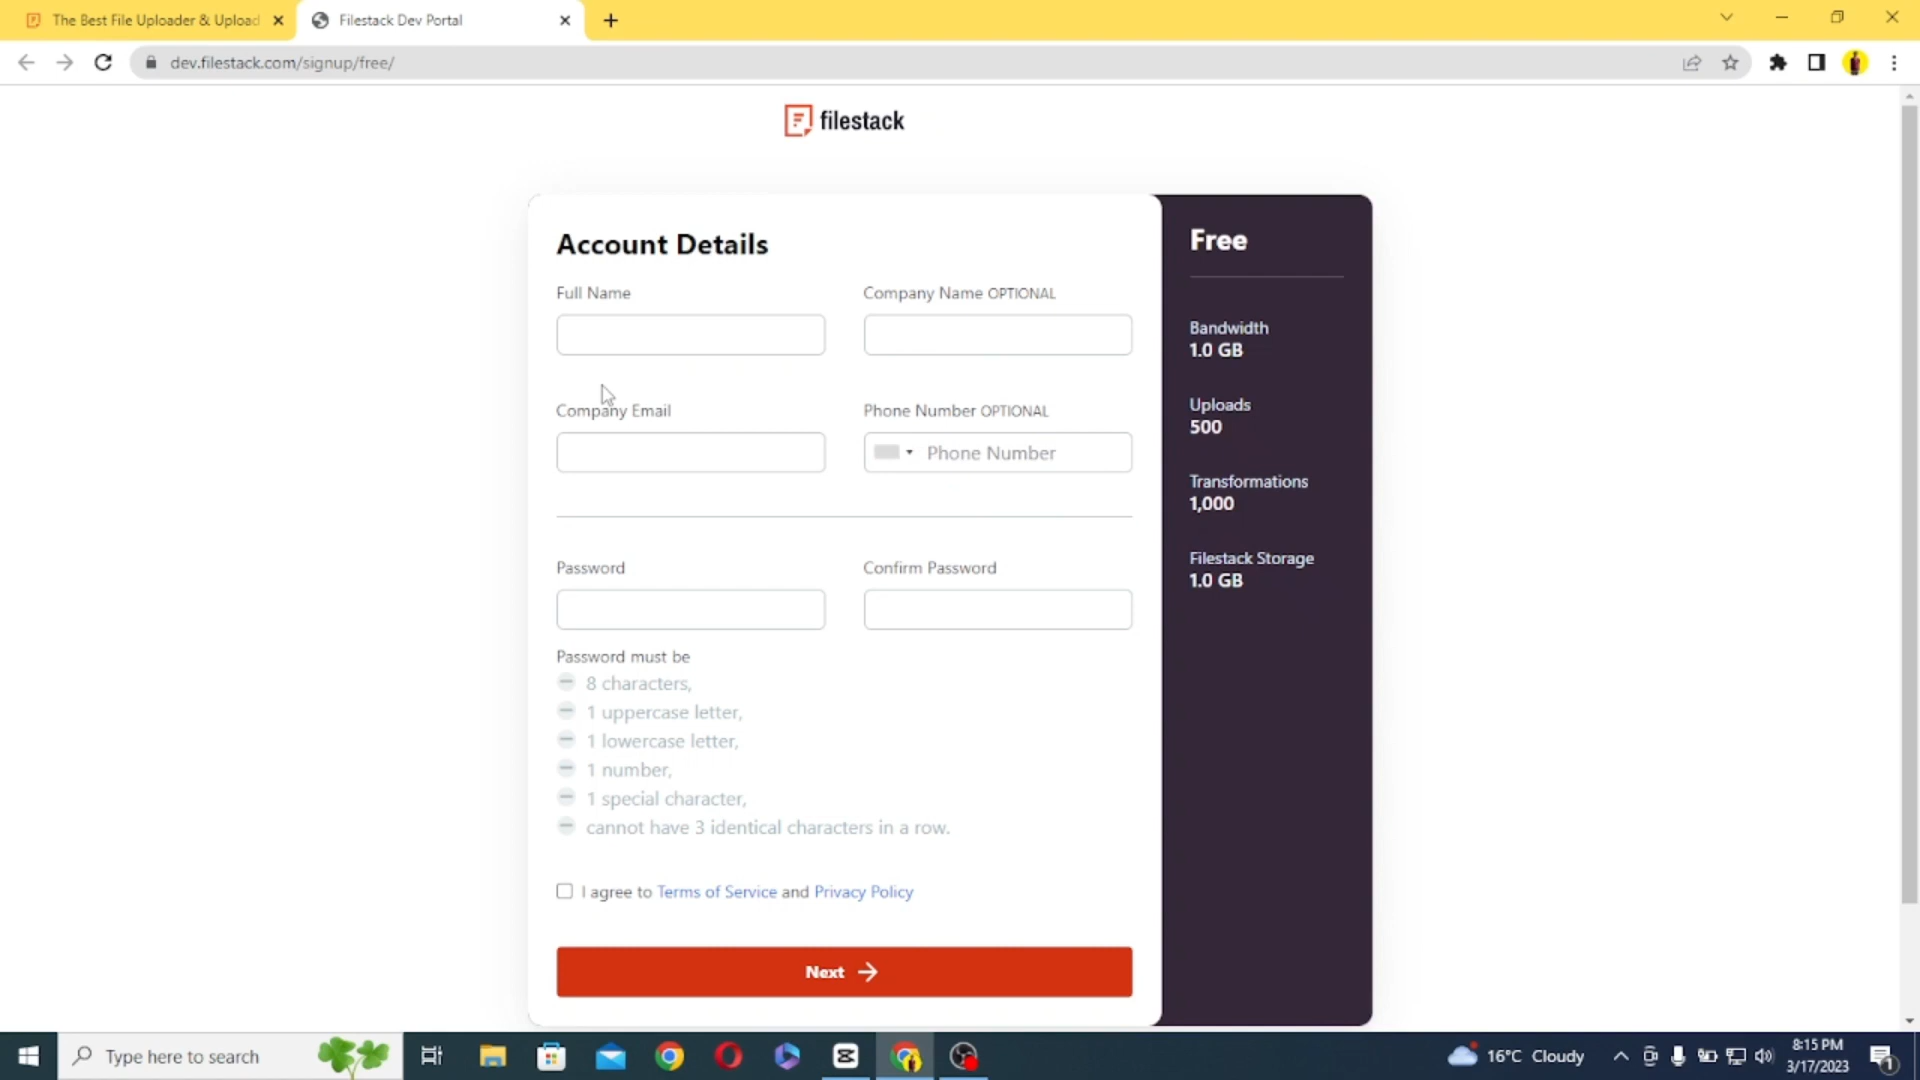 The Best File Uploader & Upload
Filestack Dev Portal
dev.filestack.com/signup/free/
filestack
Account Details
Full Name
Company Name OPTIONAL
Company Email
Phone Number OPTIONAL
Phone Number
Password
Confirm Password
Password must be
8 characters,
1 uppercase letter,
1 lowercase letter,
1 number,
1 special character,
cannot have 3 identical characters in a row.
I agree to Terms of Service and Privacy Policy
Next
Free
Bandwidth
1.0 GB
Uploads
500
Transformations
1,000
Filestack Storage
1.0 GB
Type here to search
16°C Cloudy
8:15 PM
3/17/2023
1